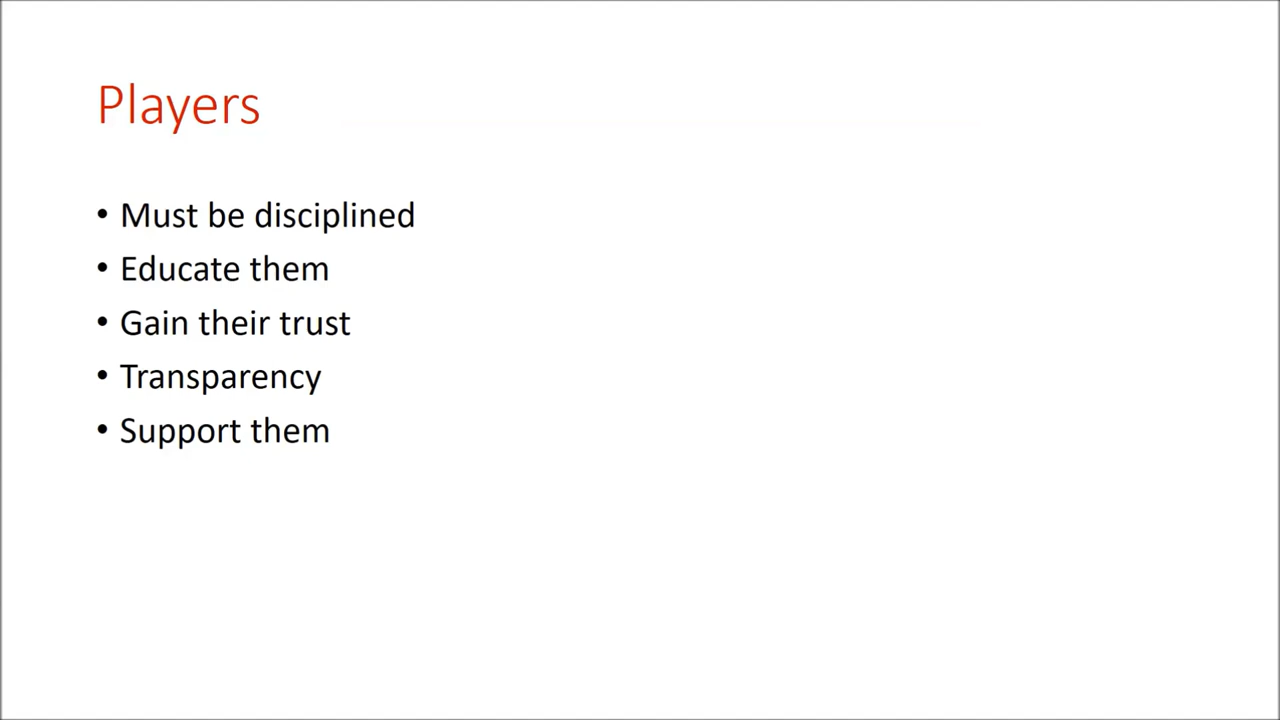 Players
• Must be disciplined
• Educate them
• Gain their trust
• Transparency
• Support them